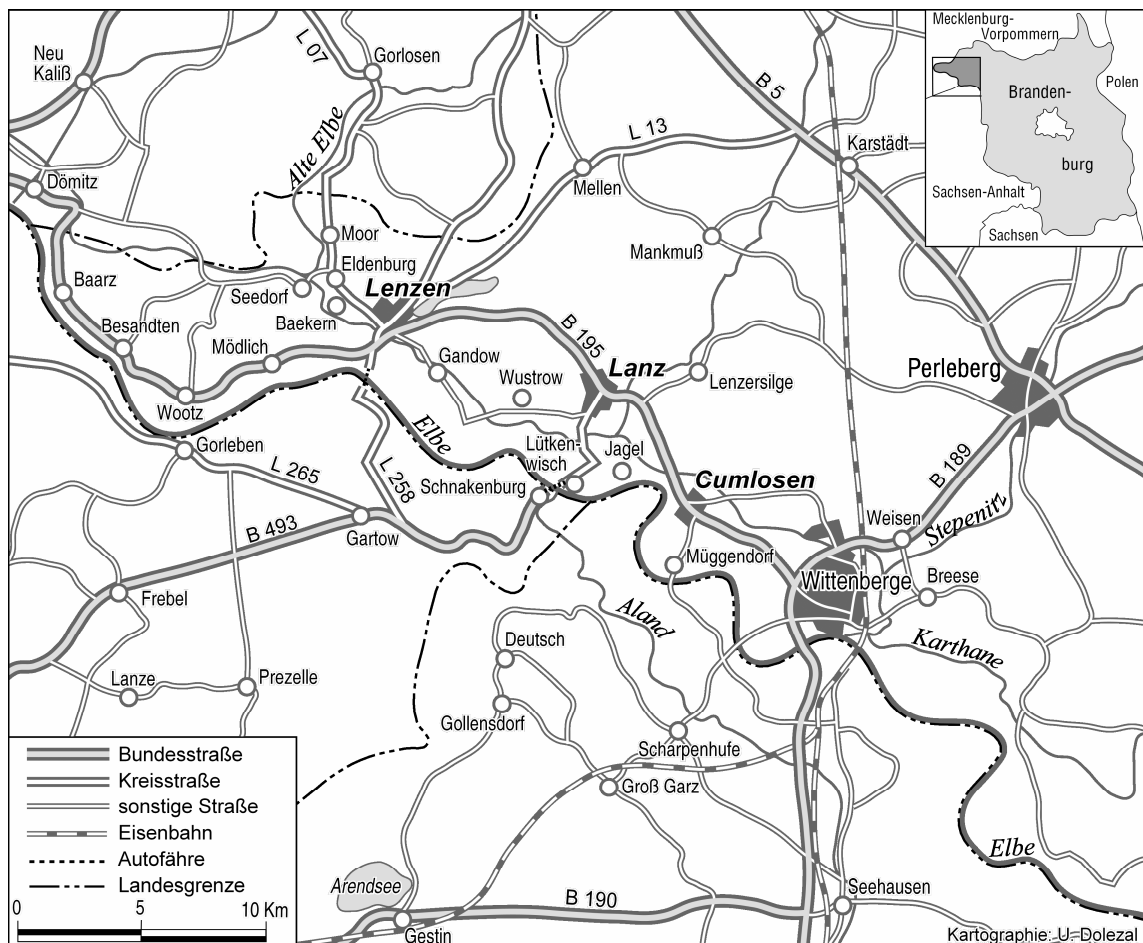 Neu
Kaliß
L 07
Gorlosen
B 5
Mecklenburg-
Vorpommern
Polen
Branden-
burg
Sachsen-Anhalt
Sachsen
Alte Elbe
L 13
Karstädt
Dömitz
Mellen
Moor
Mankmuß
Eldenburg
Seedorf
Lenzen
Baarz
Baekern
Besandten
Mödlich
B 195
Gandow
Lanz
Wustrow
Lenzersilge
Perleberg
Wootz
Elbe
Gorleben
Lütken-
wisch
Jagel
L 265
L 258
Schnakenburg
Cumlosen
B 189
B 493
Gartow
Weisen
Stepenitz
Müggendorf
Wittenberge
Breese
Frebel
Aland
Deutsch
Karthane
Lanze
Prezelle
Gollensdorf
Scharpenhufe
Groß Garz
Bundesstraße
Kreisstraße
sonstige Straße
Eisenbahn
Autofähre
Landesgrenze
0 5 10 Km
Elbe
Arendsee
B 190
Seehausen
Gestin
Kartographie: U. Dolezal